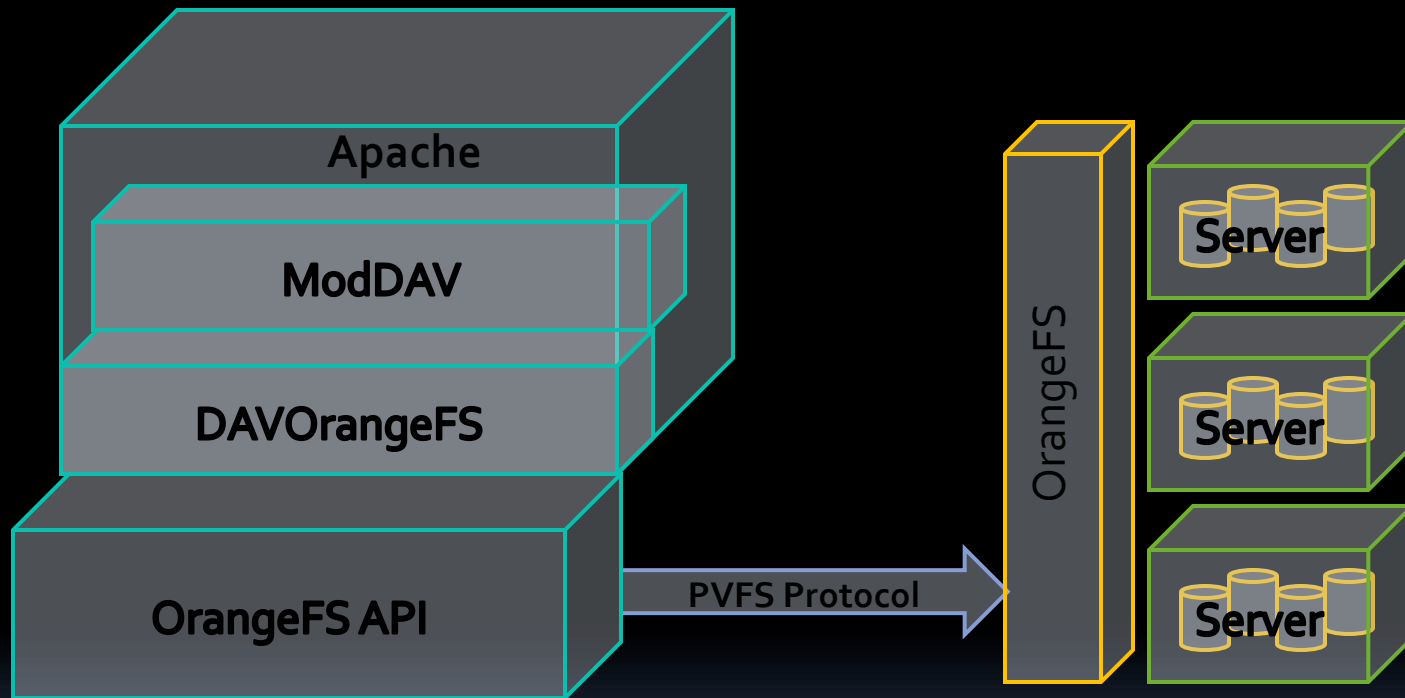 Apache
ModDAV
DAVOrangeFS
OrangeFS API
PVFS Protocol
OrangeFS
Server
Server
Server